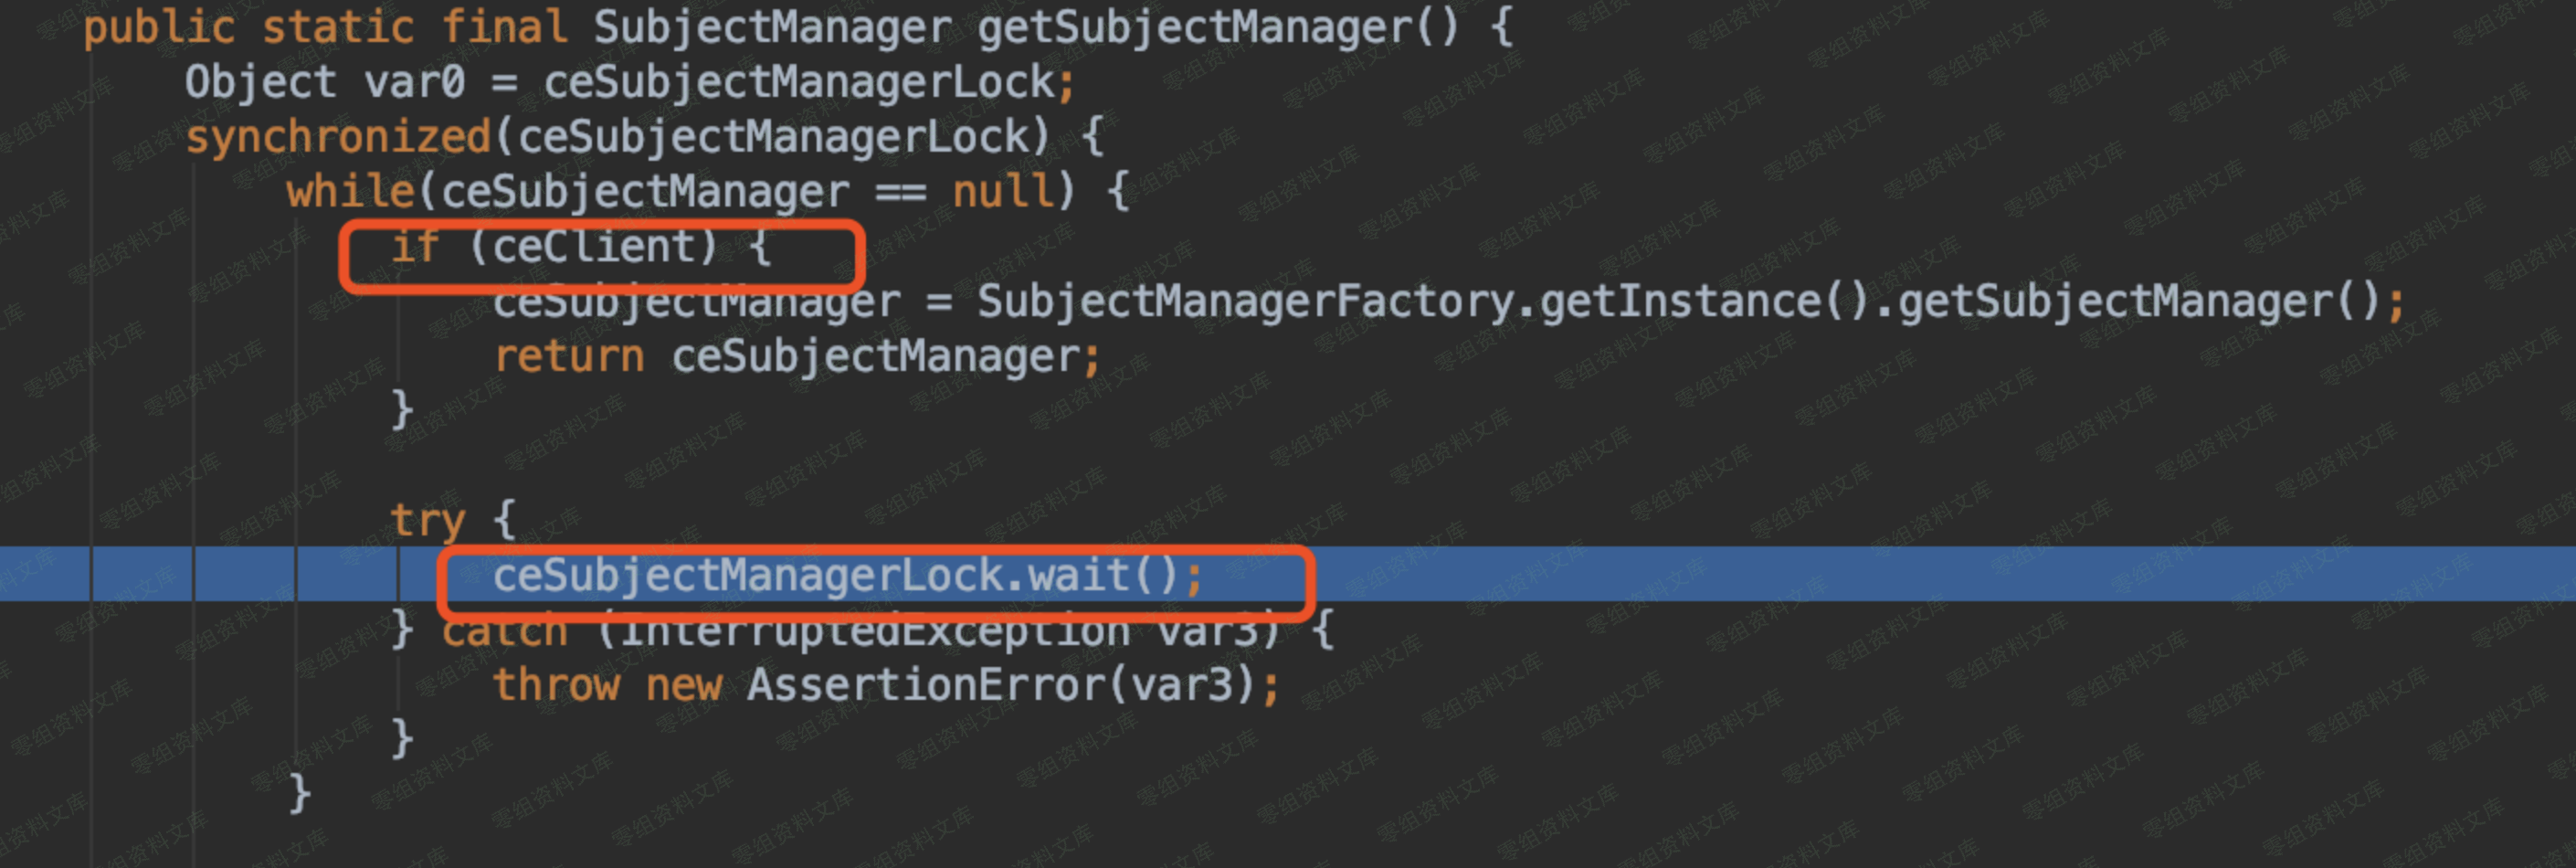 public static final SubjectManager getSubjectManager() {
Object var0 = ceSubjectManagerLock;
synchronized(ceSubjectManagerLock) {
while(ceSubjectManager == null) {
if (ceClient) {
ceSubjectManager = SubjectManagerFactory.getInstance().getSubjectManager();
return ceSubjectManager;
}
try {
ceSubjectManagerLock.wait();
} catch (InterruptedException var3) {
throw new AssertionError(var3);
}
}
零组资料文库